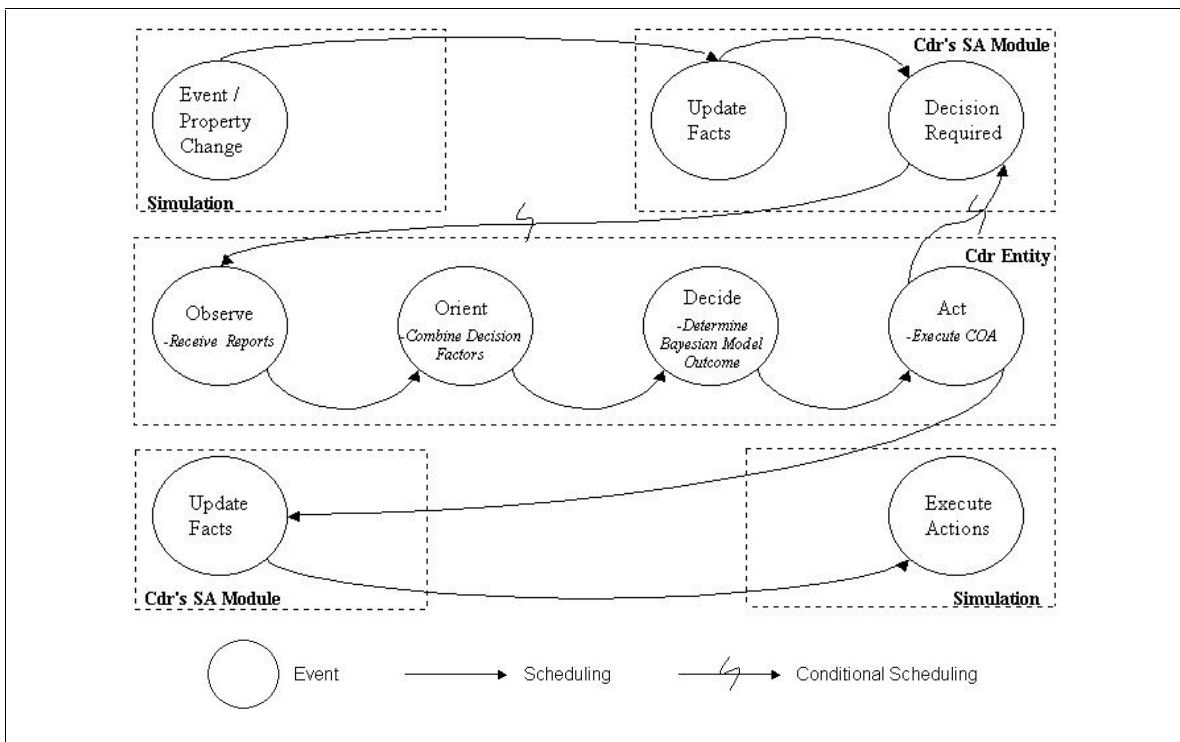 Cdr's SA Module
Event /
Property
Change
Update
Facts
Decision
Required
Simulation
Cdr Entity
Observe
-Receive Reports
Orient
-Combine Decision
Factors
Decide
-Determine
Bayesian Model
Outcome
Act
-Execute COA
Update
Facts
Execute
Actions
Cdr's SA Module
Simulation
Event
Scheduling
Conditional Scheduling